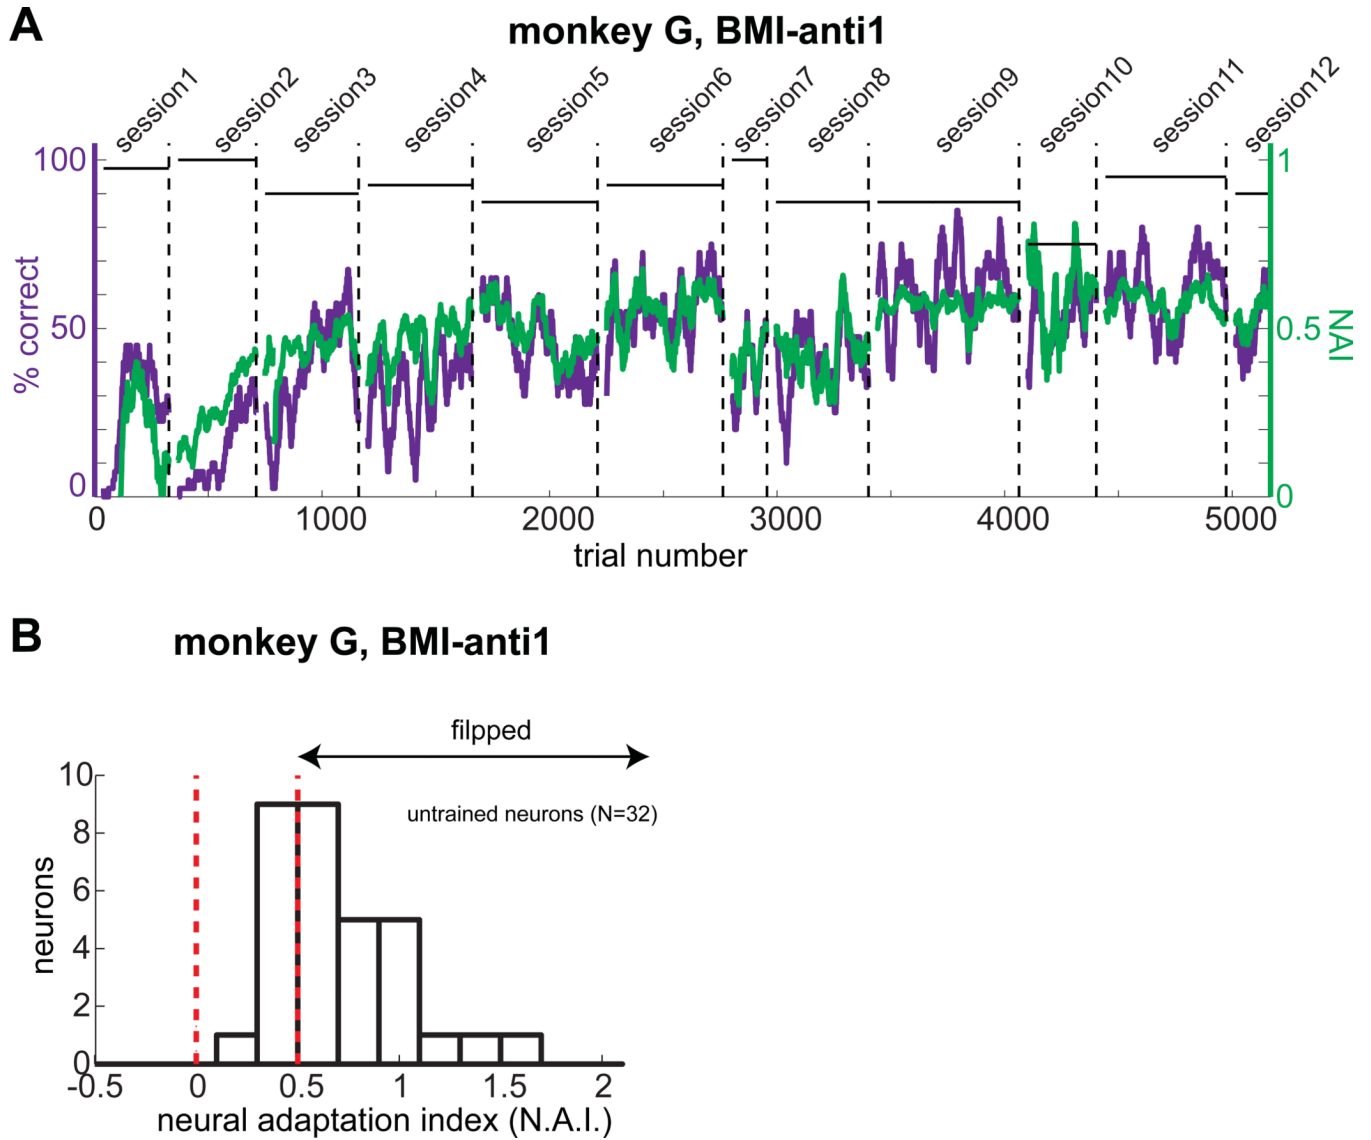 A
monkey G, BMI-anti1
session1
session2
session3
session4
session5
session6
session7
session8
session9
session10
session11
session12
100
50
0
% correct
1
0.5
0
NAI
0
1000
2000
3000
4000
5000
trial number
B
monkey G, BMI-anti1
filpped
untrained neurons (N=32)
10
8
6
4
2
0
neurons
-0.5
0
0.5
1
1.5
2
neural adaptation index (N.A.I.)